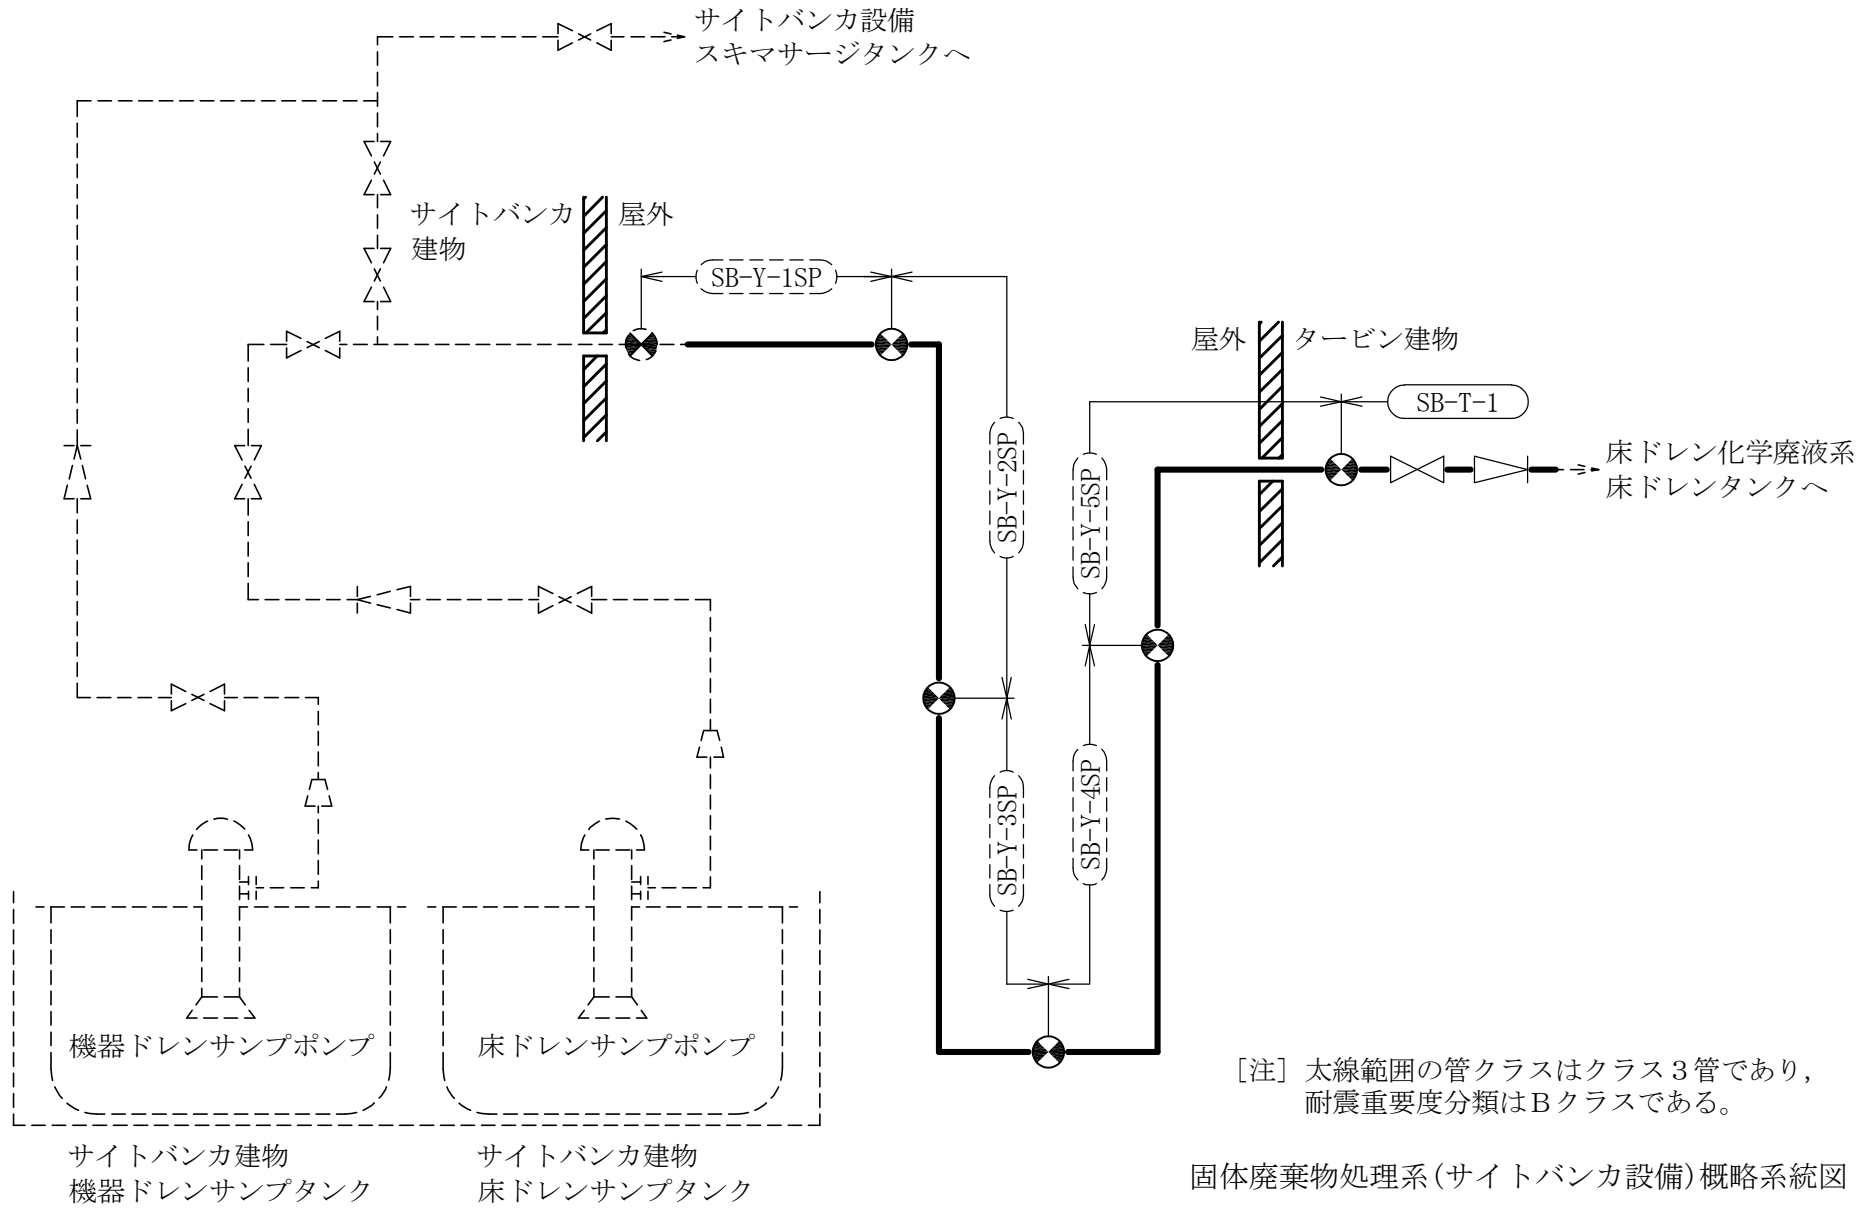 サイトバンカ設備
スキマサージタンクへ
サイトバンカ
建物
屋外
SB-Y-1SP
屋外
タービン建物
SB-T-1
SB-Y-2SP
SB-Y-5SP
床ドレン化学廃液系
床ドレンタンクへ
SB-Y-3SP
SB-Y-4SP
機器ドレンサンプポンプ
床ドレンサンプポンプ
サイトバンカ建物
機器ドレンサンプタンク
サイトバンカ建物
床ドレンサンプタンク
［注］太線範囲の管クラスはクラス３管であり，
耐震重要度分類はＢクラスである。
固体廃棄物処理系(サイトバンカ設備)概略系統図